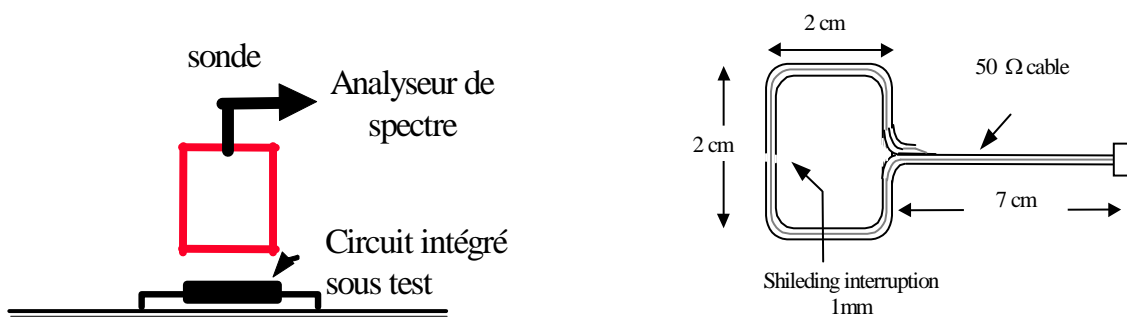 sonde
Analyseur de
spectre
Circuit intégré
sous test
2 cm
50 Ω cable
2 cm
7 cm
Shileding interruption
1mm